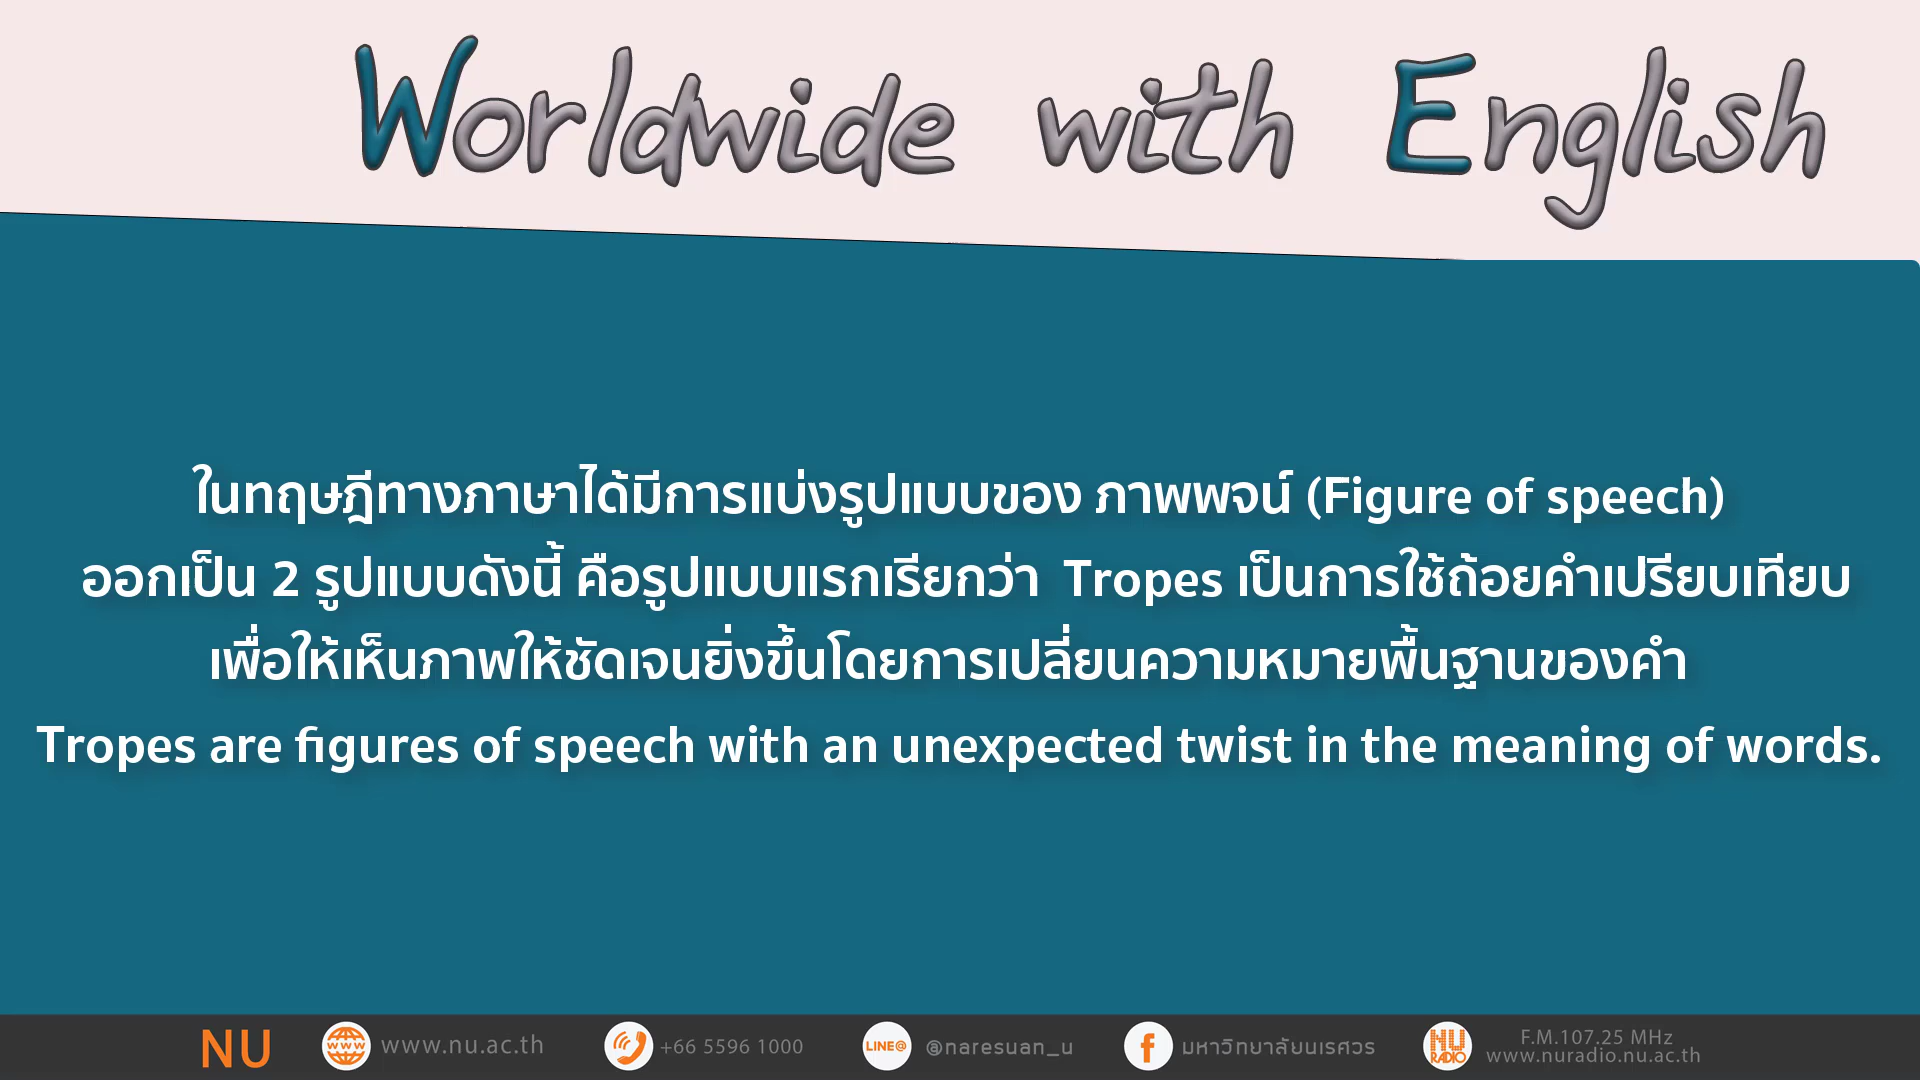 Worldwide with English
ในทฤษฎีทางภาษาได้มีการแบ่งรูปแบบของ ภาพพจน์ (Figure of speech)
ออกเป็น 2 รูปแบบดังนี้ คือรูปแบบแรกเรียกว่า Tropes เป็นการใช้ถ้อยคำเปรียบเทียบ
เพื่อให้เห็นภาพให้ชัดเจนยิ่งขึ้นโดยการเปลี่ยนความหมายพื้นฐานของคำ
Tropes are figures of speech with an unexpected twist in the meaning of words.
NU
WWW
www.nu.ac.th
+66 5596 1000
LINE@
@naresuan_u
f
มหาวิทยาลัยนเรศวร
NU
RADIO
F.M.107.25 MHz
www.nuradio.nu.ac.th